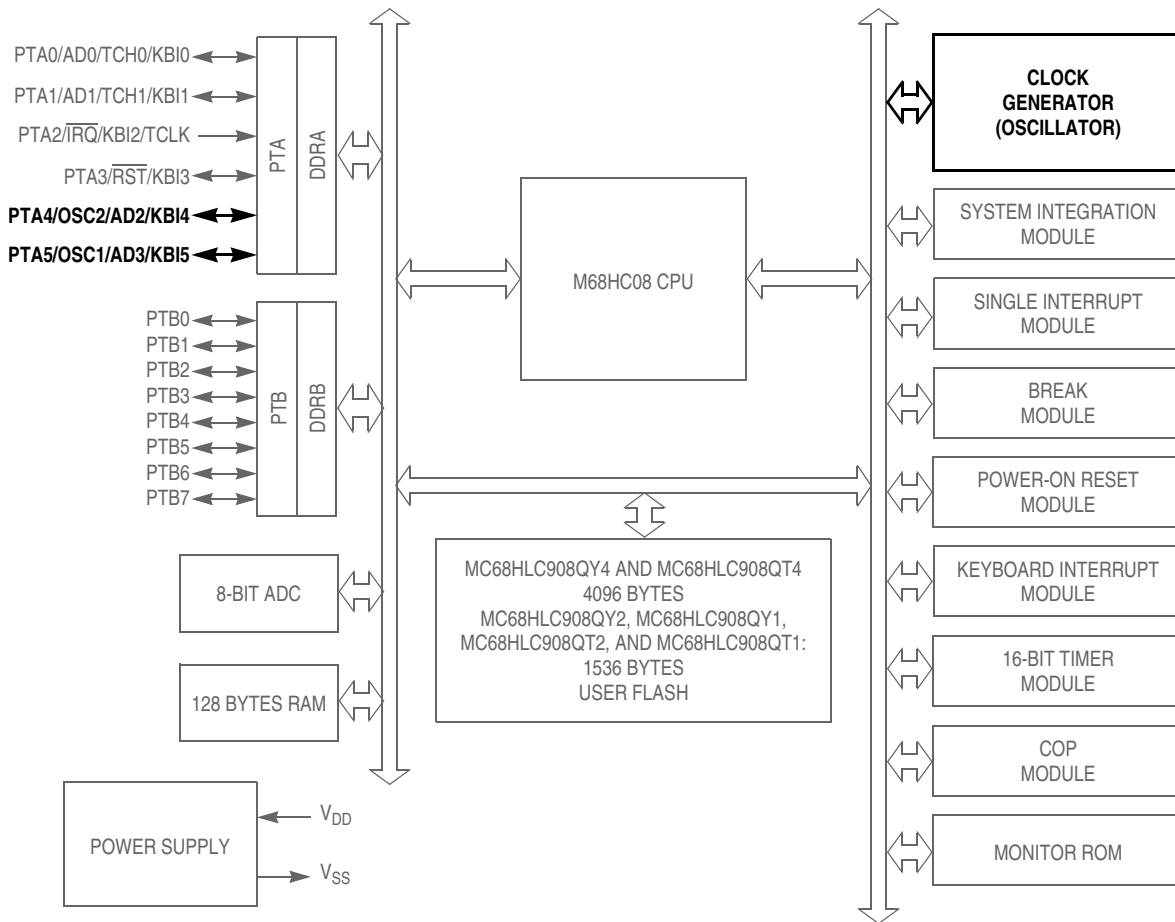 PTA0/AD0/TCH0/KBI0
PTA1/AD1/TCH1/KBI1
PTA2/IRQ/KBI2/TCLK
PTA3/RST/KBI3
PTA4/OSC2/AD2/KBI4
PTA5/OSC1/AD3/KBI5
PTA
DDRA
PTB0
PTB1
PTB2
PTB3
PTB4
PTB5
PTB6
PTB7
PTB
DDRB
8-BIT ADC
128 BYTES RAM
POWER SUPPLY
VDD
VSS
M68HC08 CPU
MC68HLC908QY4 AND MC68HLC908QT4
4096 BYTES
MC68HLC908QY2, MC68HLC908QY1,
MC68HLC908QT2, AND MC68HLC908QT1:
1536 BYTES
USER FLASH
CLOCK
GENERATOR
(OSCILLATOR)
SYSTEM INTEGRATION
MODULE
SINGLE INTERRUPT
MODULE
BREAK
MODULE
POWER-ON RESET
MODULE
KEYBOARD INTERRUPT
MODULE
16-BIT TIMER
MODULE
COP
MODULE
MONITOR ROM